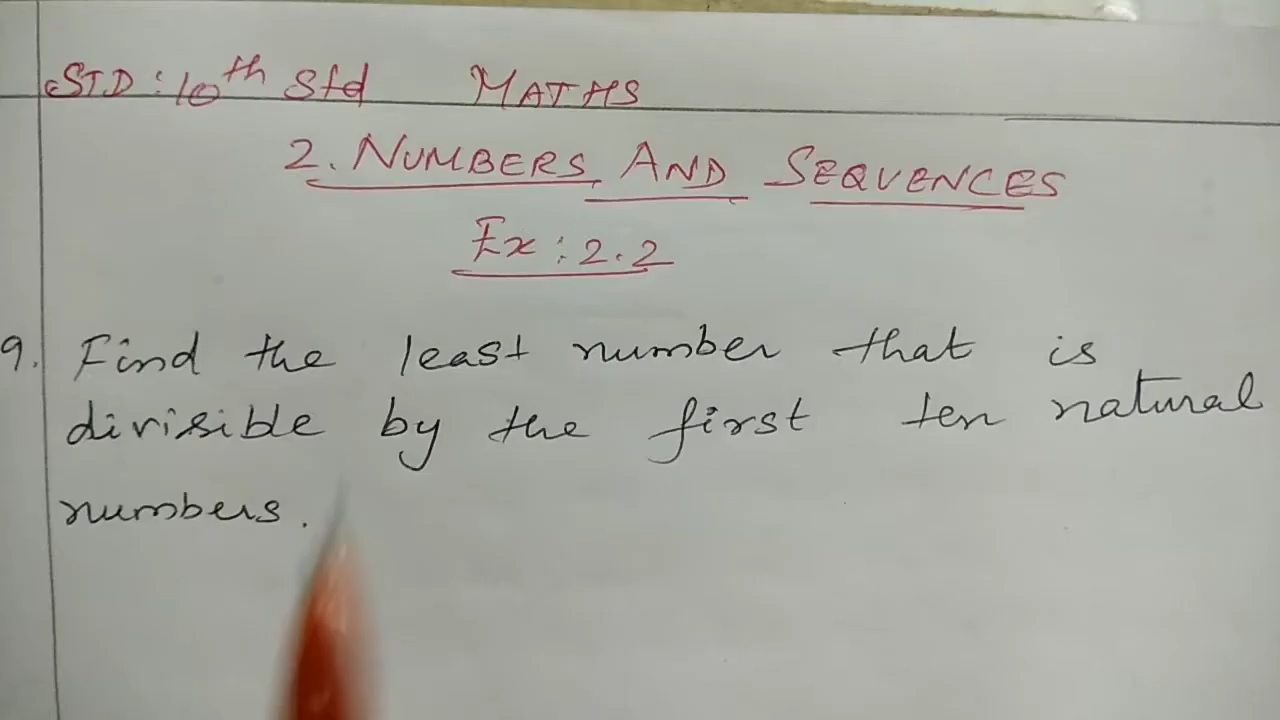 STD : 10th Std MATHS
2. NUMBERS AND SEQUENCES
Ex : 2.2
9. Find the least number that is
divisible by the first ten natural
numbers.